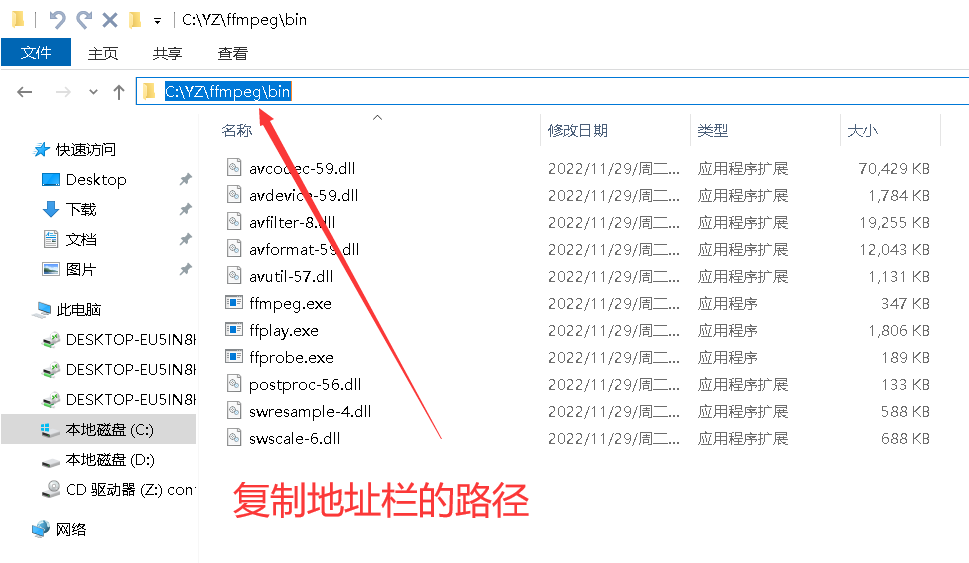 C:\YZ\ffmpeg\bin
文件 主页 共享 查看
C:\YZ\ffmpeg\bin
名称 修改日期 类型 大小
快速访问
Desktop
下载
文档
图片
此电脑
DESKTOP-EU5IN8
DESKTOP-EU5IN8
DESKTOP-EU5IN8
本地磁盘 (C:)
本地磁盘 (D:)
CD 驱动器 (Z:) con
网络
avcodec-59.dll 2022/11/29/周二... 应用程序扩展 70,429 KB
avdevice-59.dll 2022/11/29/周二... 应用程序扩展 1,784 KB
avfilter-8.dll 2022/11/29/周二... 应用程序扩展 19,255 KB
avformat-59.dll 2022/11/29/周二... 应用程序扩展 12,043 KB
avutil-57.dll 2022/11/29/周二... 应用程序扩展 1,131 KB
ffmpeg.exe 2022/11/29/周二... 应用程序 347 KB
ffplay.exe 2022/11/29/周二... 应用程序 1,806 KB
ffprobe.exe 2022/11/29/周二... 应用程序 189 KB
postproc-56.dll 2022/11/29/周二... 应用程序扩展 133 KB
swresample-4.dll 2022/11/29/周二... 应用程序扩展 588 KB
swscale-6.dll 2022/11/29/周二... 应用程序扩展 688 KB
复制地址栏的路径